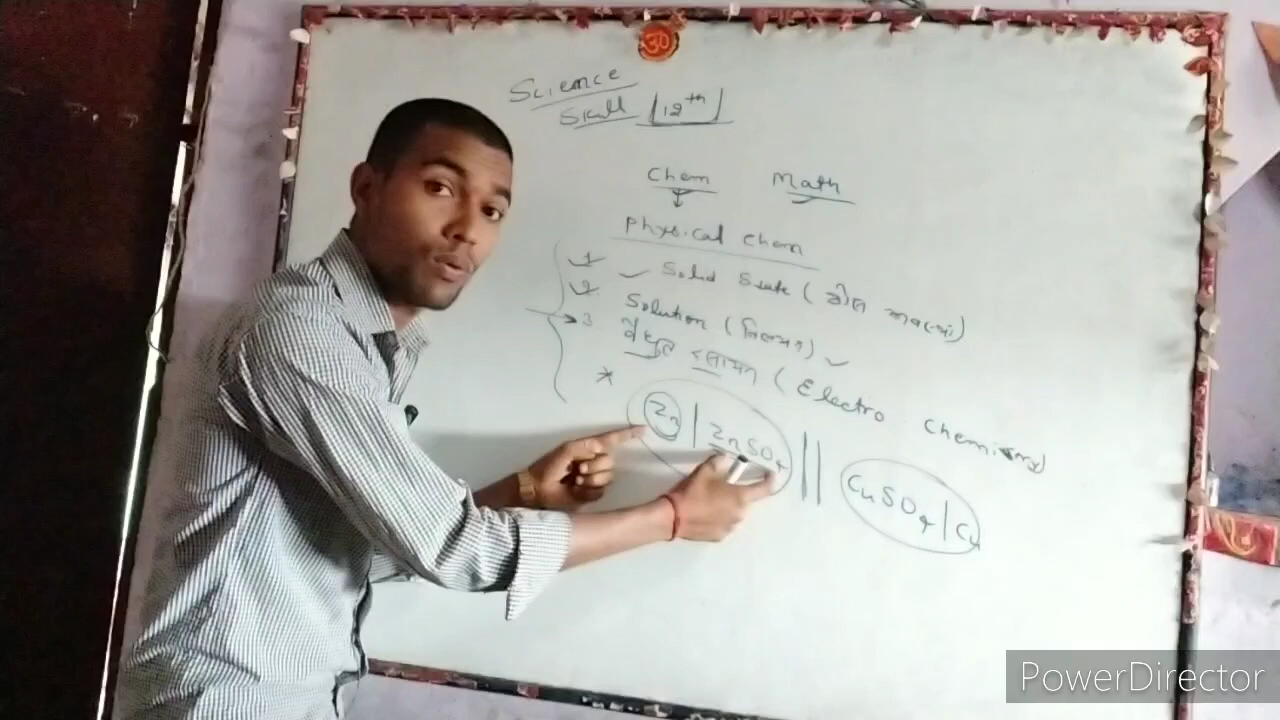 30
Science
Skill [12th]
Chem Math
Physical Chem
1 Solid State (ठोस अवस्था)
2. Solution (विलयन)
3 वैद्युत रसायन (Electro chemistry)
* Zn | ZnSO4 || CuSO4 | Cu
PowerDirector